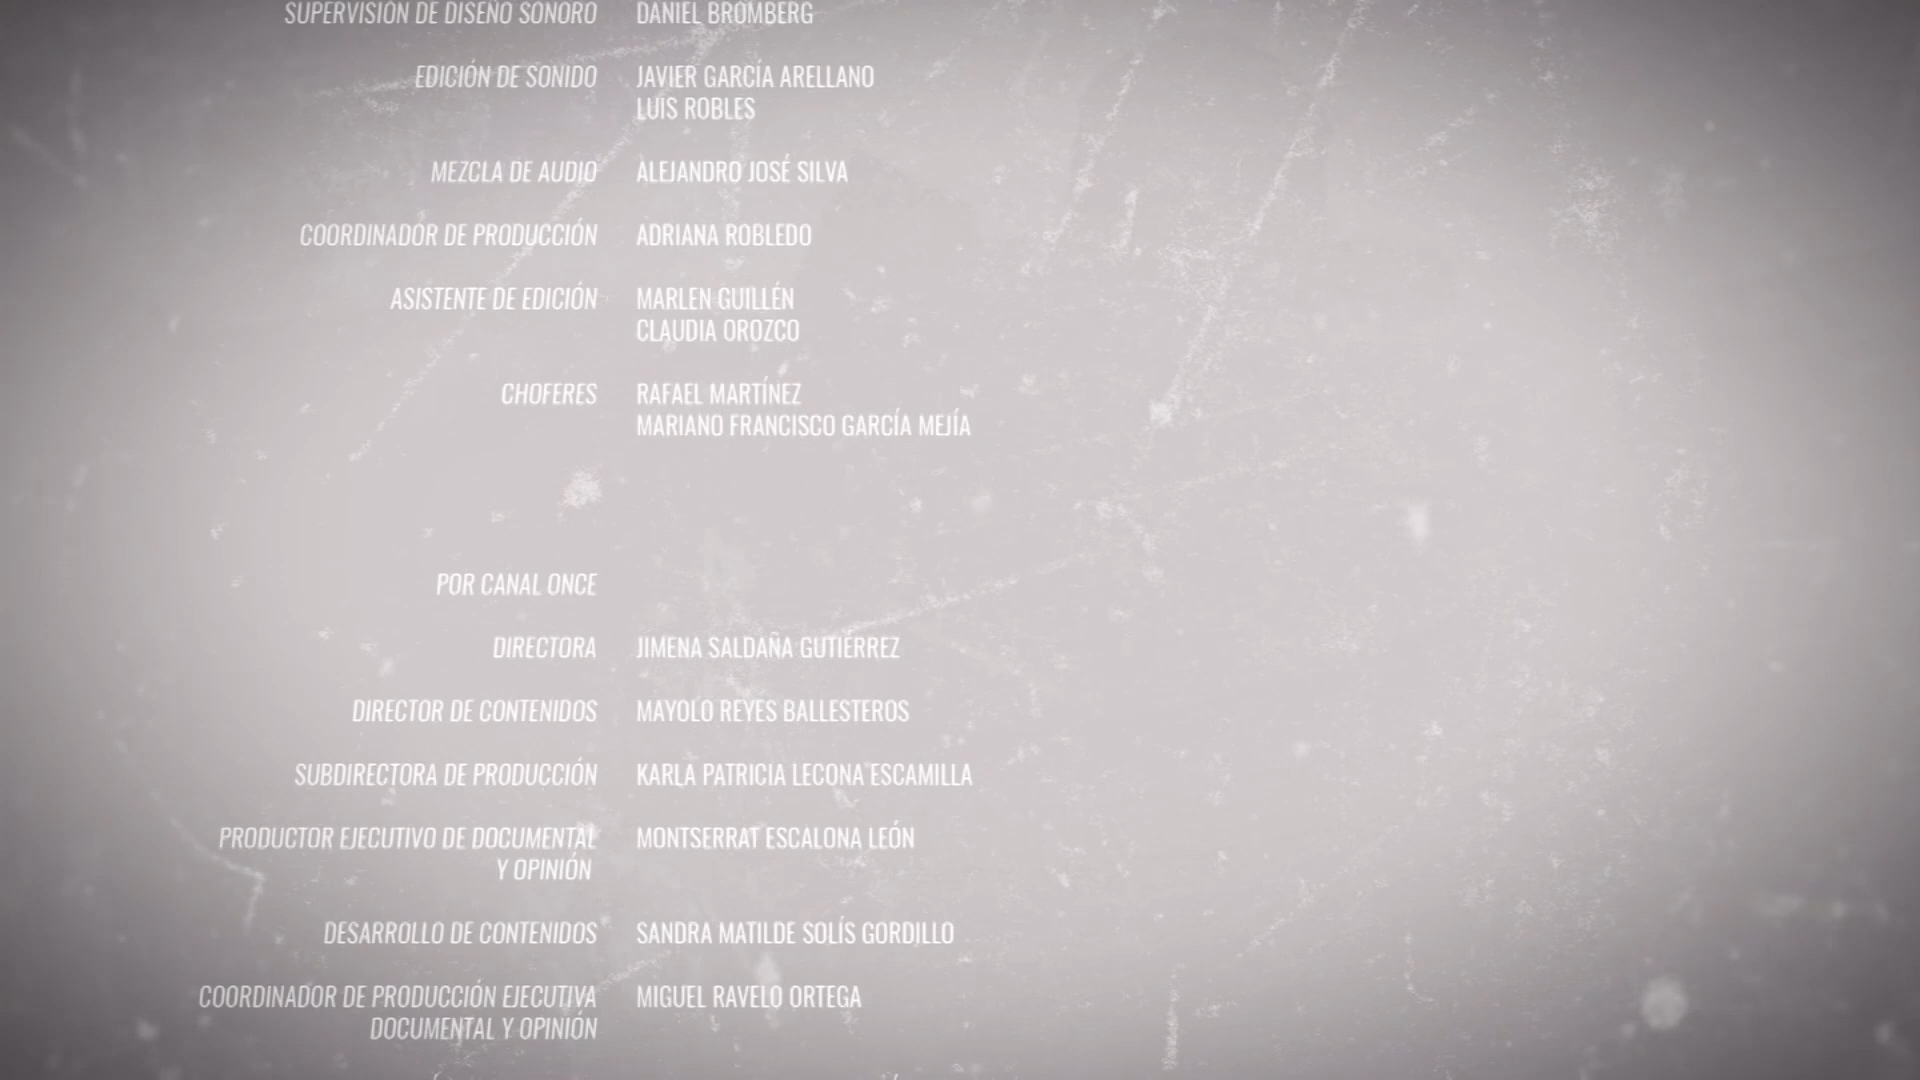 SUPERVISIÓN DE DISEÑO SONORO DANIEL BROMBERG
EDICIÓN DE SONIDO JAVIER GARCÍA ARELLANO
LUIS ROBLES
MEZCLA DE AUDIO ALEJANDRO JOSÉ SILVA
COORDINADOR DE PRODUCCIÓN ADRIANA ROBLEDO
ASISTENTE DE EDICIÓN MARLEN GUILLÉN
CLAUDIA OROZCO
CHOFERES RAFAEL MARTÍNEZ
MARIANO FRANCISCO GARCÍA MEJÍA
POR CANAL ONCE
DIRECTORA JIMENA SALDAÑA GUTIÉRREZ
DIRECTOR DE CONTENIDOS MAYOLO REYES BALLESTEROS
SUBDIRECTORA DE PRODUCCIÓN KARLA PATRICIA LECONA ESCAMILLA
PRODUCTOR EJECUTIVO DE DOCUMENTAL MONTSERRAT ESCALONA LEÓN
Y OPINIÓN
DESARROLLO DE CONTENIDOS SANDRA MATILDE SOLÍS GORDILLO
COORDINADOR DE PRODUCCIÓN EJECUTIVA MIGUEL RAVELO ORTEGA
DOCUMENTAL Y OPINIÓN